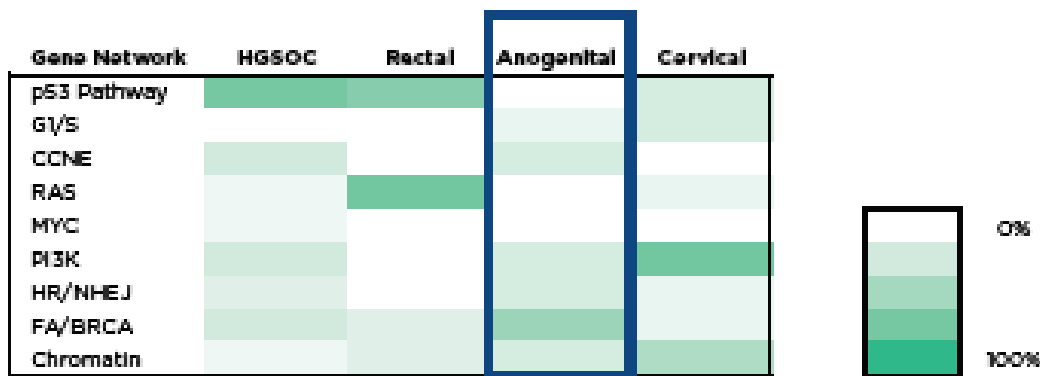 Gene Network HGSOC Rectal Anogenital Cervical
p53 Pathway
G1/S
CCNE
RAS
MYC
PI3K
HR/NHEJ
FA/BRCA
Chromatin
0%
100%